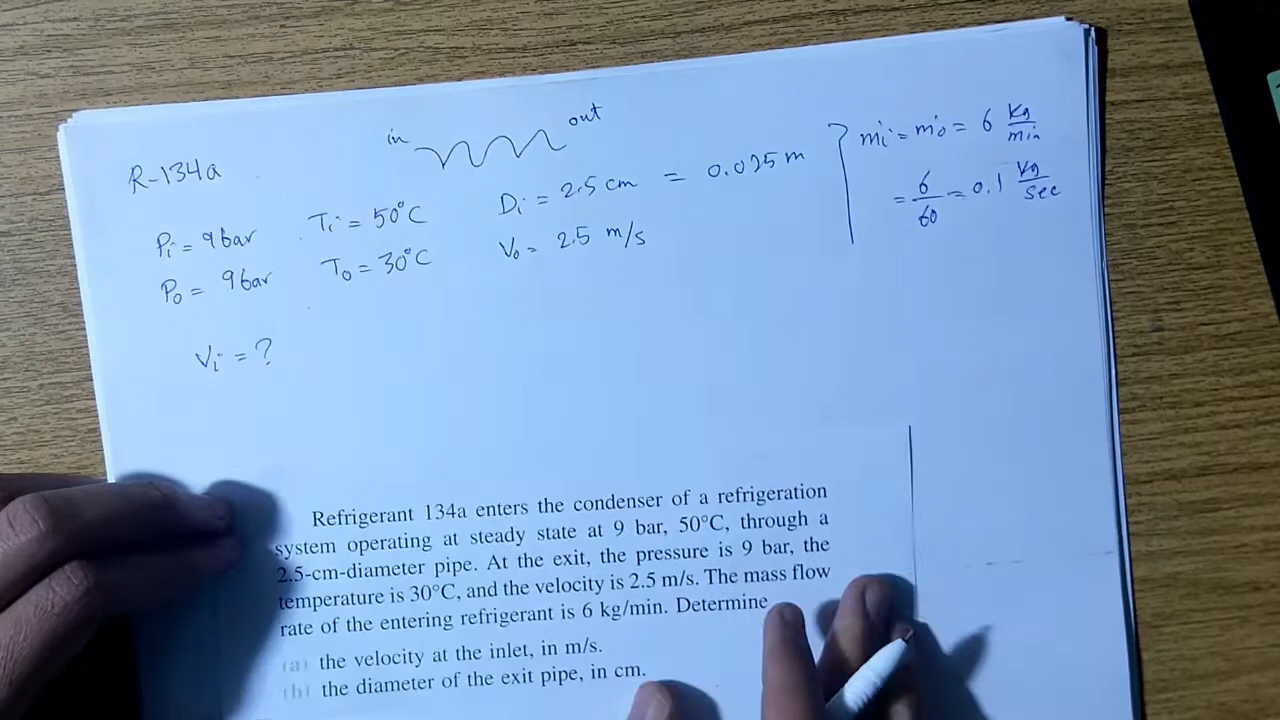 in out
R-134a
Pi = 9bar Ti = 50°C Di = 2.5 cm = 0.025 m
Po = 9bar To = 30°C Vo = 2.5 m/s
mi = mo = 6 Kg/min
= 6/60 = 0.1 Kg/sec
Vi = ?
Refrigerant 134a enters the condenser of a refrigeration
system operating at steady state at 9 bar, 50°C, through a
2.5-cm-diameter pipe. At the exit, the pressure is 9 bar, the
temperature is 30°C, and the velocity is 2.5 m/s. The mass flow
rate of the entering refrigerant is 6 kg/min. Determine
(a) the velocity at the inlet, in m/s.
(b) the diameter of the exit pipe, in cm.